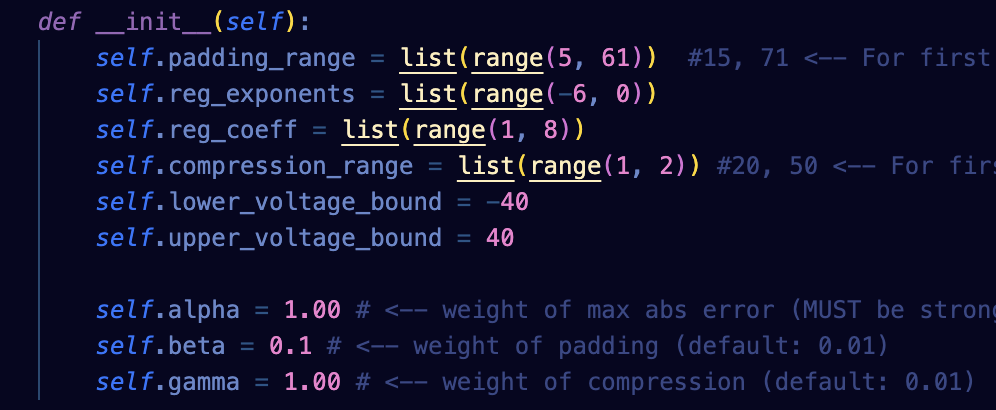 def __init__(self):
self.padding_range = list(range(5, 61)) #15, 71 <-- For first
self.reg_exponents = list(range(-6, 0))
self.reg_coeff = list(range(1, 8))
self.compression_range = list(range(1, 2)) #20, 50 <-- For firs
self.lower_voltage_bound = -40
self.upper_voltage_bound = 40
self.alpha = 1.00 # <-- weight of max abs error (MUST be strong
self.beta = 0.1 # <-- weight of padding (default: 0.01)
self.gamma = 1.00 # <-- weight of compression (default: 0.01)